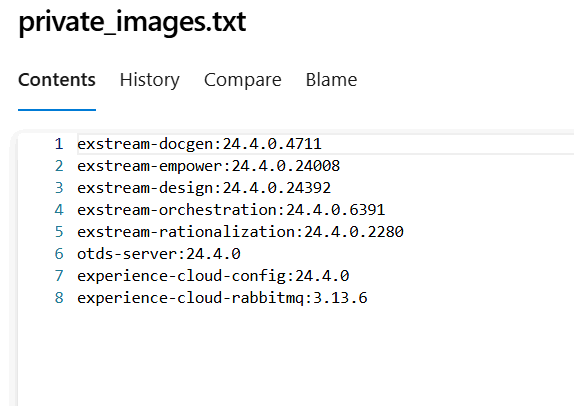 private_images.txt
Contents History Compare Blame
1 exstream-docgen:24.4.0.4711
2 exstream-empower:24.4.0.24008
3 exstream-design:24.4.0.24392
4 exstream-orchestration:24.4.0.6391
5 exstream-rationalization:24.4.0.2280
6 otds-server:24.4.0
7 experience-cloud-config:24.4.0
8 experience-cloud-rabbitmq:3.13.6